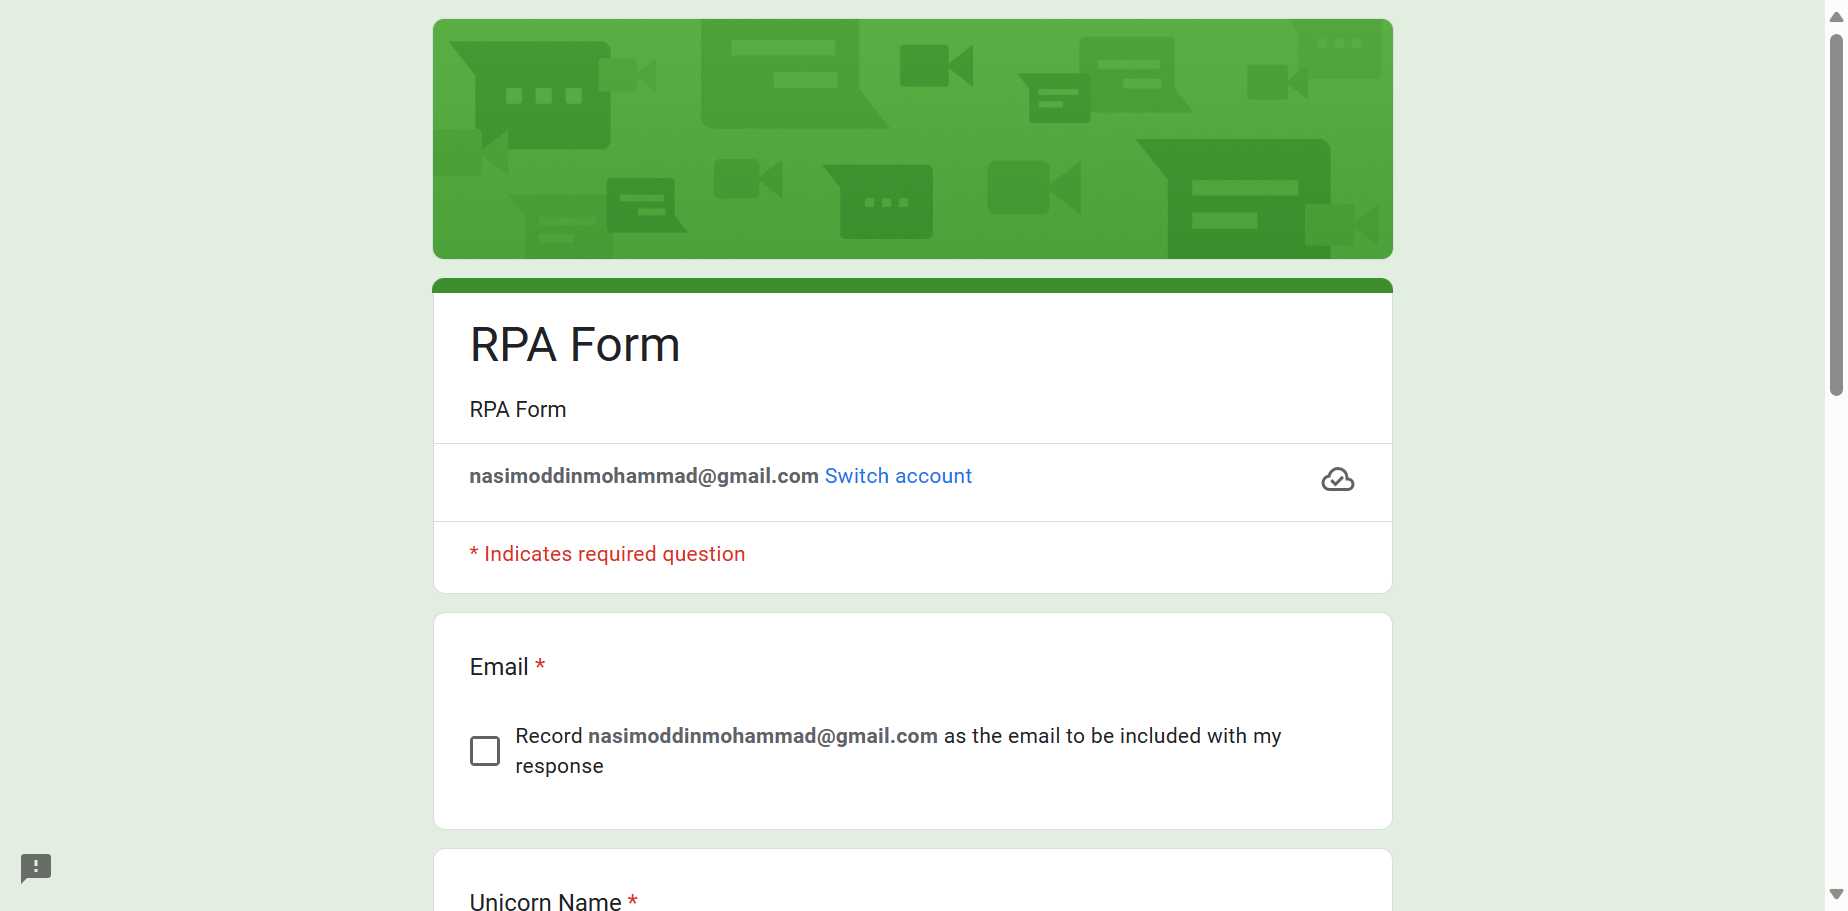 RPA Form
RPA Form
nasimoddinmohammad@gmail.com Switch account
* Indicates required question
Email *
Record nasimoddinmohammad@gmail.com as the email to be included with my
response
Unicorn Name *